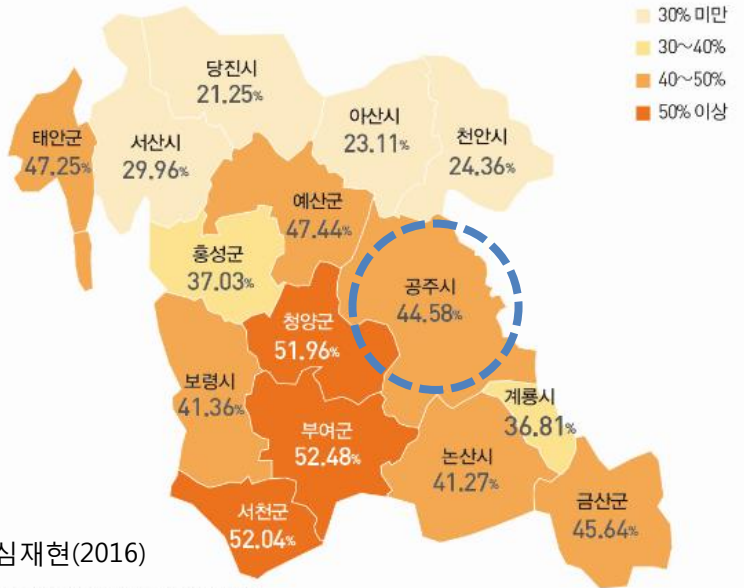 30% 미만
30~40%
40~50%
50% 이상
당진시
21.25%
아산시
23.11%
천안시
24.36%
태안군
47.25%
서산시
29.96%
예산군
47.44%
홍성군
37.03%
공주시
44.58%
청양군
51.96%
보령시
41.36%
계룡시
36.81%
부여군
52.48%
논산시
41.27%
서천군
52.04%
금산군
45.64%
심재현(2016)